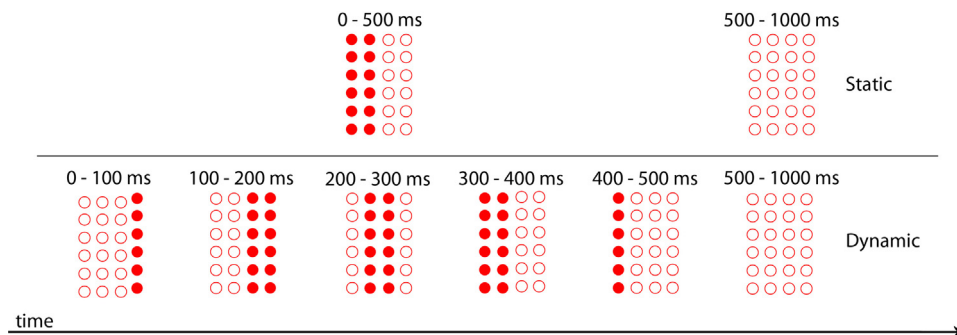 0 - 500 ms
500 - 1000 ms
Static
0 - 100 ms
100 - 200 ms
200 - 300 ms
300 - 400 ms
400 - 500 ms
500 - 1000 ms
Dynamic
time